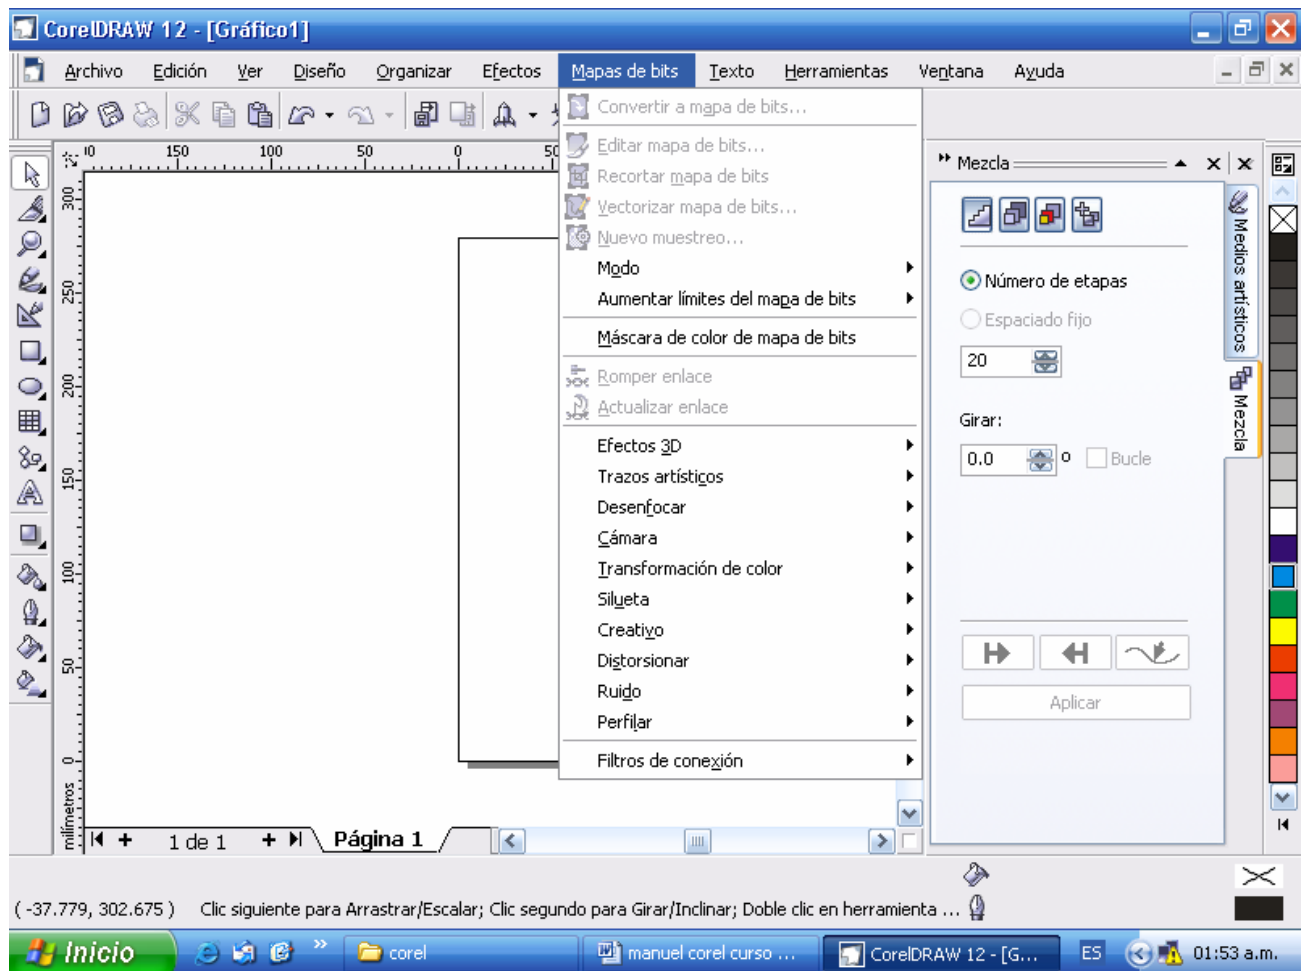 CorelDRAW 12 - [Gráfico1]
Archivo Edición Ver Diseño Organizar Efectos Mapas de bits Texto Herramientas Ventana Ayuda
Convertir a mapa de bits...
Editar mapa de bits...
Recortar mapa de bits
Vectorizar mapa de bits...
Nuevo muestreo...
Modo
Aumentar límites del mapa de bits
Máscara de color de mapa de bits
Romper enlace
Actualizar enlace
Efectos 3D
Trazos artísticos
Desenfocar
Cámara
Transformación de color
Silueta
Creativo
Distorsionar
Ruido
Perfilar
Filtros de conexión
150 100 50 0 50
300
250
200
150
100
50
0
milímetros
Mezcla
Número de etapas
Espaciado fijo
20
Girar:
0.0 º Bucle
Aplicar
Medios artísticos
Mezcla
1 de 1 Página 1
( -37.779, 302.675 ) Clic siguiente para Arrastrar/Escalar; Clic segundo para Girar/Inclinar; Doble clic en herramienta ...
Inicio corel manuel corel curso ... CorelDRAW 12 - [G... ES 01:53 a.m.